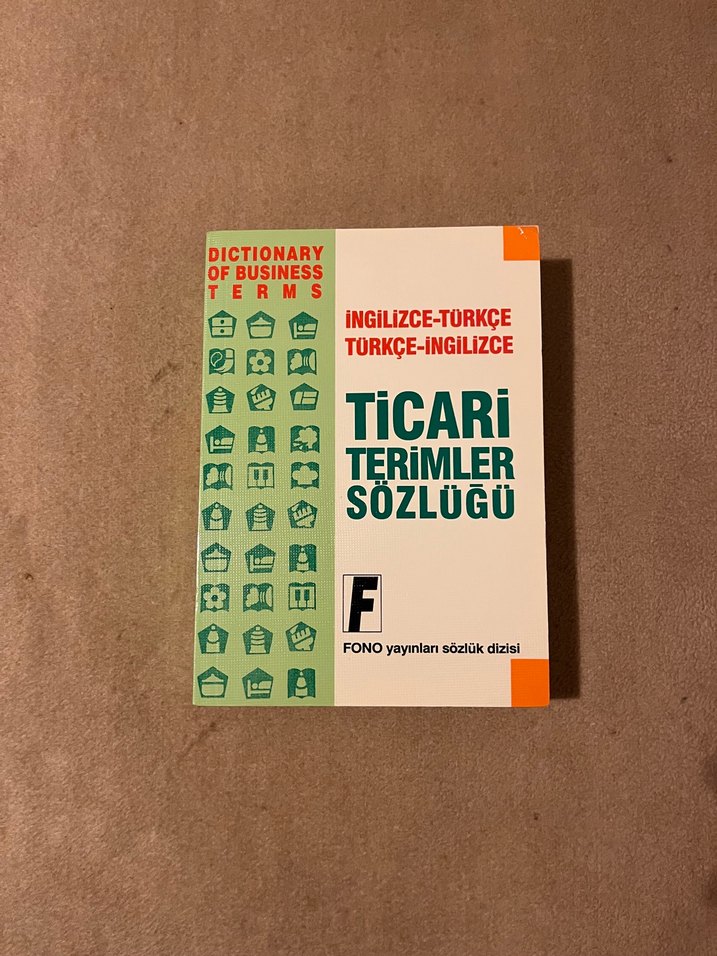 DICTIONARY
OF BUSINESS
TERMS
İNGİLİZCE-TÜRKÇE
TÜRKÇE-İNGİLİZCE
TİCARİ
TERİMLER
SÖZLÜĞÜ
F
FONO yayınları sözlük dizisi